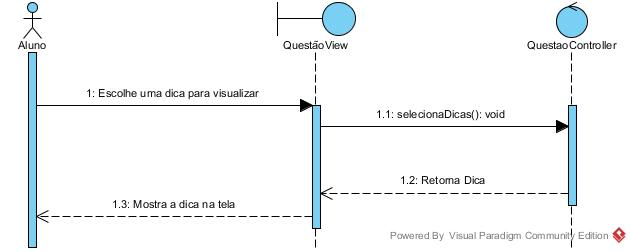 Aluno
QuestãoView
QuestaoController
1: Escolhe uma dica para visualizar
1.1: selecionaDicas(): void
1.2: Retorna Dica
1.3: Mostra a dica na tela
Powered By Visual Paradigm Community Edition